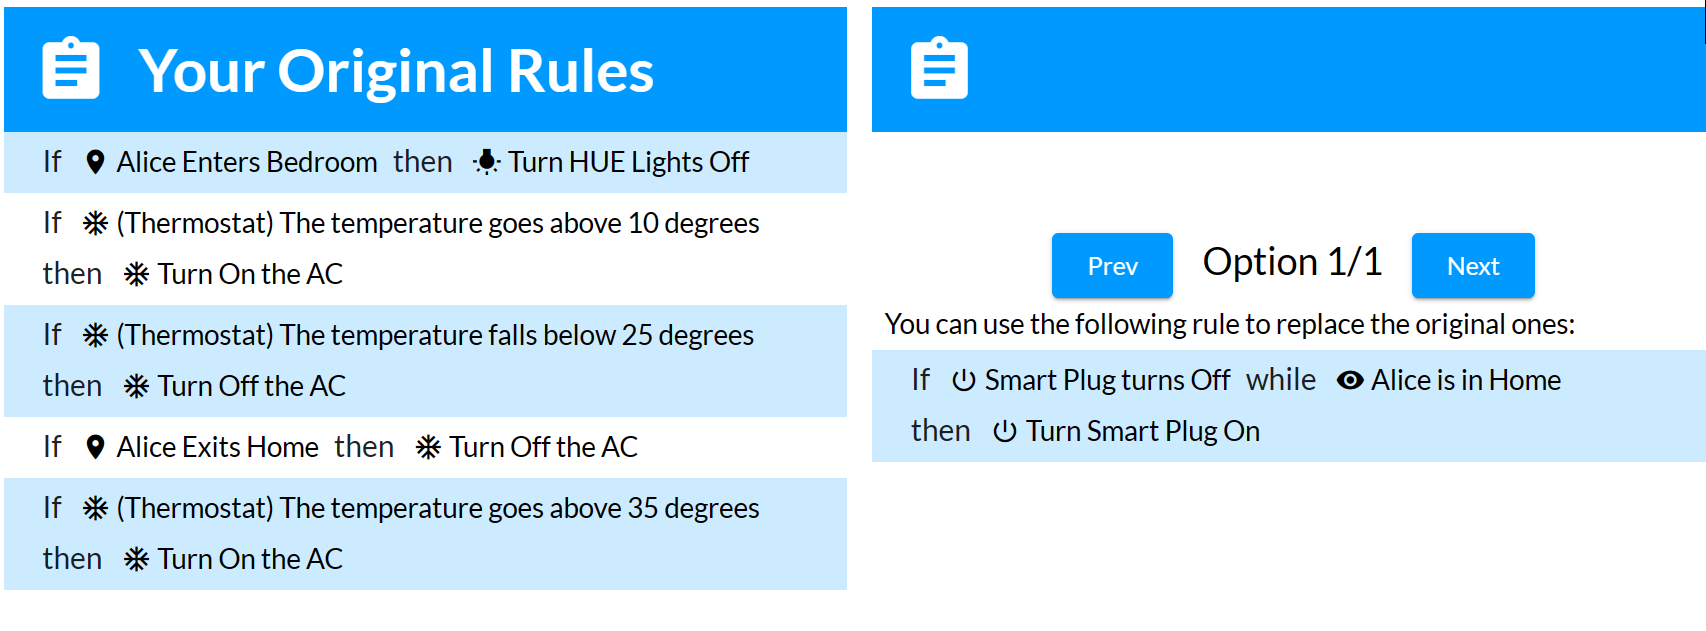 Your Original Rules
If Alice Enters Bedroom then Turn HUE Lights Off
If (Thermostat) The temperature goes above 10 degrees
then Turn On the AC
If (Thermostat) The temperature falls below 25 degrees
then Turn Off the AC
If Alice Exits Home then Turn Off the AC
If (Thermostat) The temperature goes above 35 degrees
then Turn On the AC
Prev Option 1/1 Next
You can use the following rule to replace the original ones:
If Smart Plug turns Off while Alice is in Home
then Turn Smart Plug On